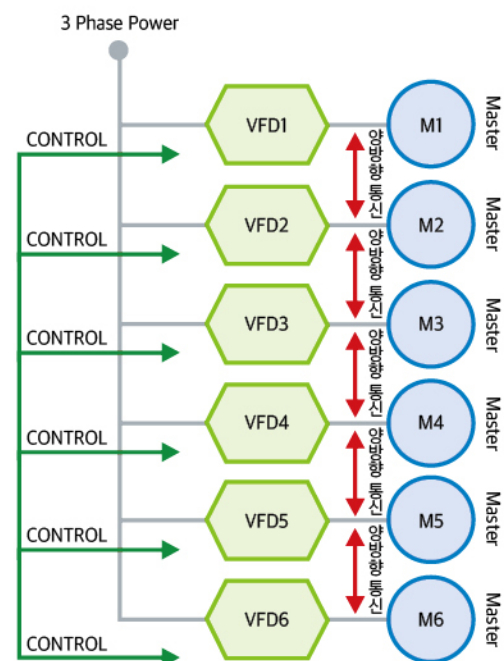 3 Phase Power
VFD1
M1
Master
CONTROL
양방향 통신
VFD2
M2
Master
CONTROL
양방향 통신
VFD3
M3
Master
CONTROL
양방향 통신
VFD4
M4
Master
CONTROL
양방향 통신
VFD5
M5
Master
CONTROL
양방향 통신
VFD6
M6
Master
CONTROL